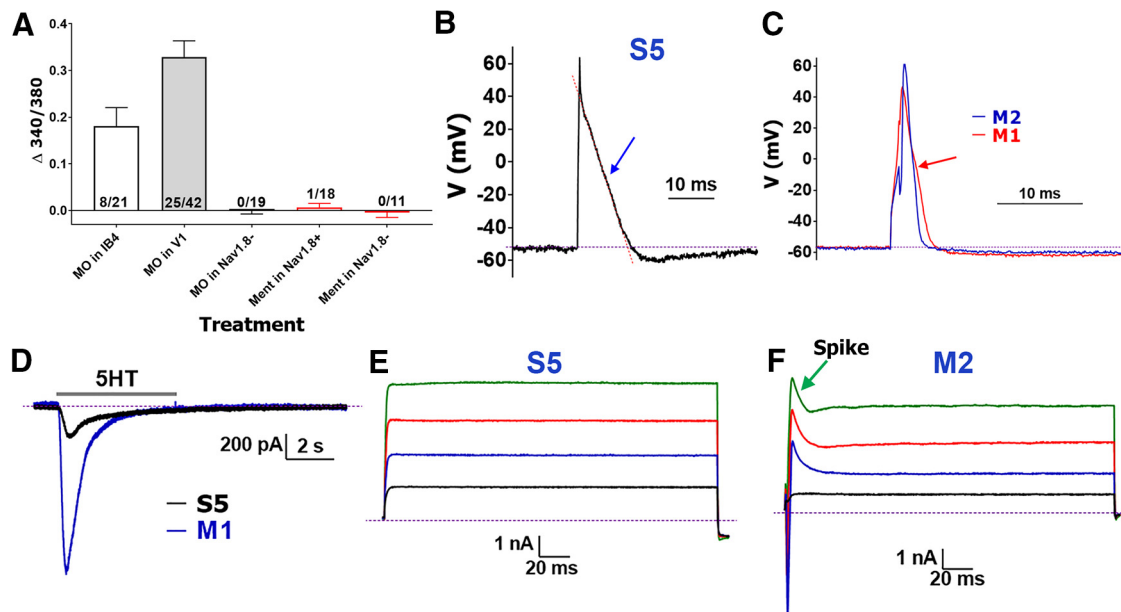 A
Δ 340/380
0.4
0.3
0.2
0.1
0.0
8/21
25/42
0/19
1/18
0/11
MO in IB4
MO in V1
MO in Nav1.8-
Ment in Nav1.8+
Ment in Nav1.8-
Treatment
B
S5
V (mV)
60
40
20
0
-20
-40
-60
10 ms
C
V (mV)
60
40
20
0
-20
-40
-60
M2
M1
10 ms
D
5HT
200 pA
2 s
S5
M1
E
S5
1 nA
20 ms
F
Spike
M2
1 nA
20 ms